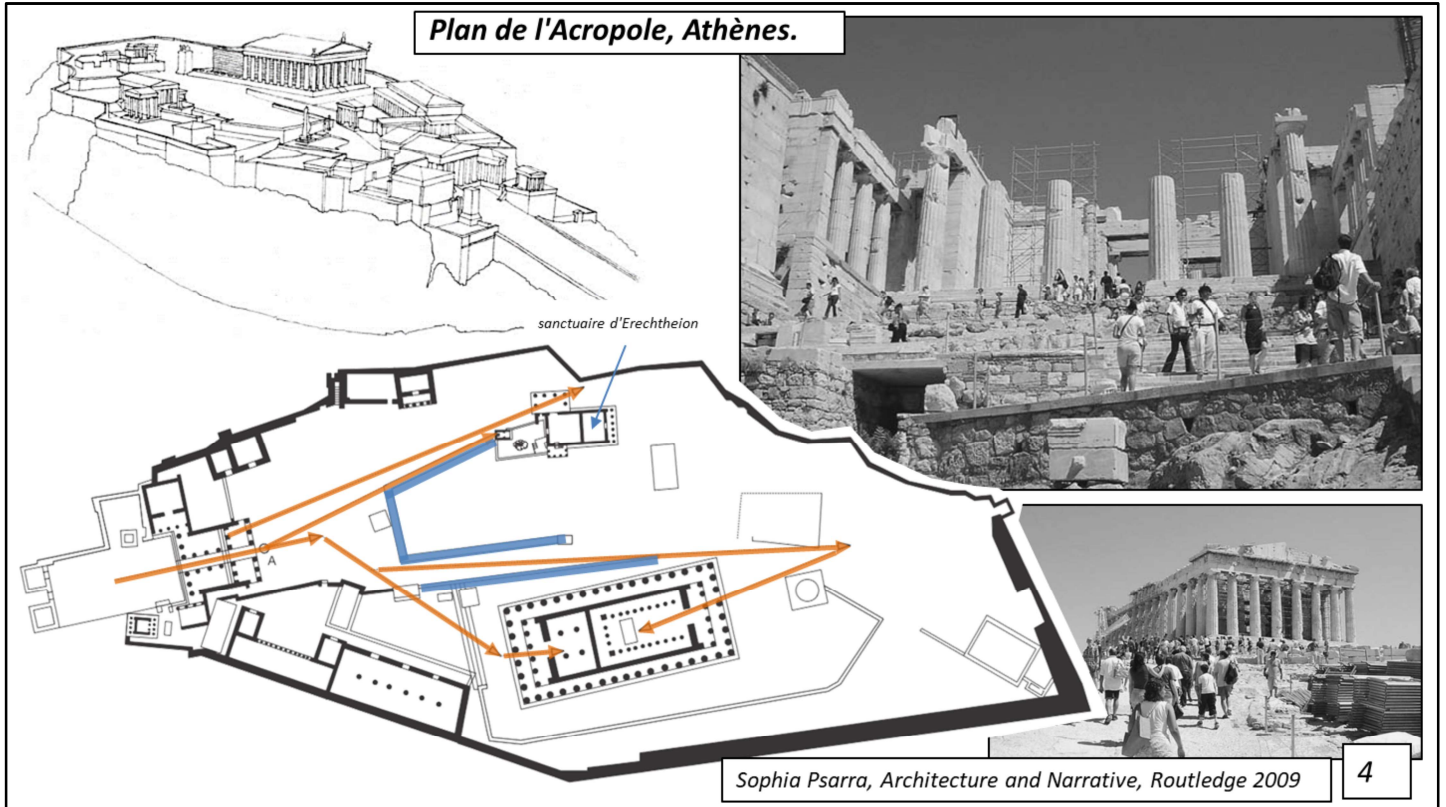 Plan de l'Acropole, Athènes.
sanctuaire d'Erechtheion
A
Sophia Psarra, Architecture and Narrative, Routledge 2009
4